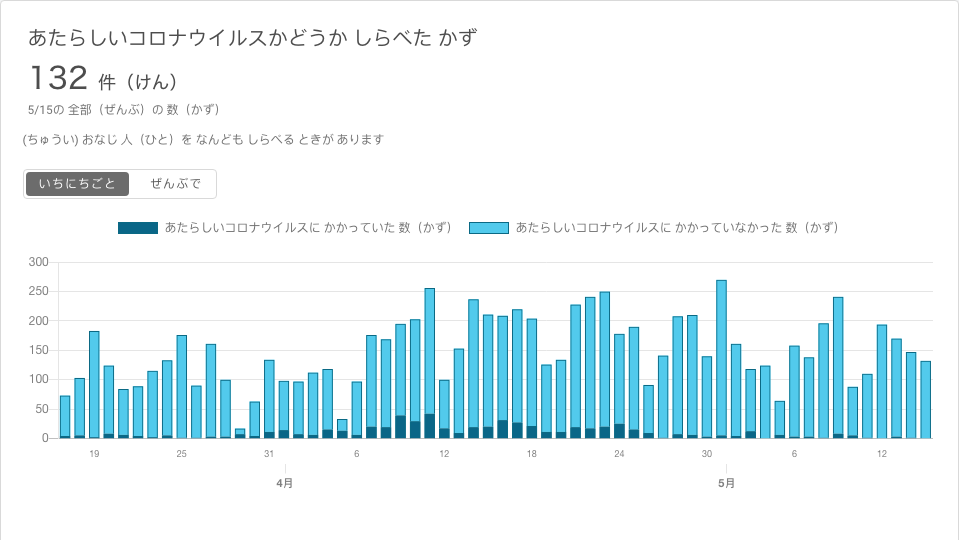 あたらしいコロナウイルスかどうか しらべた かず
132 件（けん）
5/15の 全部（ぜんぶ）の 数（かず）
(ちゅうい) おなじ 人（ひと）を なんども しらべる ときが あります
いちにちごと ぜんぶで
あたらしいコロナウイルスに かかっていた 数（かず） あたらしいコロナウイルスに かかっていなかった 数（かず）
300
250
200
150
100
50
0
19 25 31 6 12 18 24 30 6 12
4月 5月